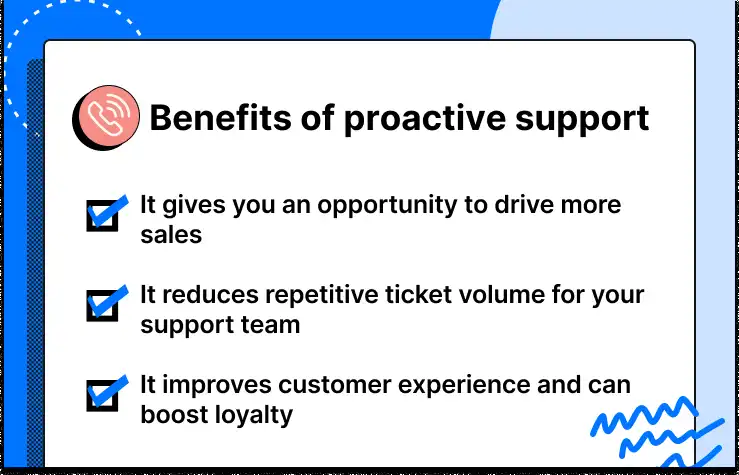 Benefits of proactive support
It gives you an opportunity to drive more
sales
It reduces repetitive ticket volume for your
support team
It improves customer experience and can
boost loyalty